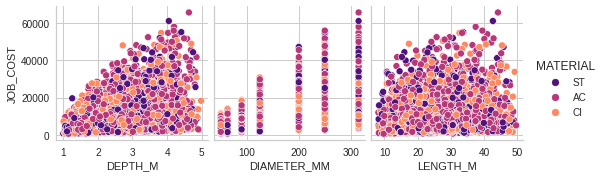 60000
40000
20000
0
JOB_COST
1 2 3 4 5
DEPTH_M
100 200 300
DIAMETER_MM
10 20 30 40 50
LENGTH_M
MATERIAL
ST
AC
CI